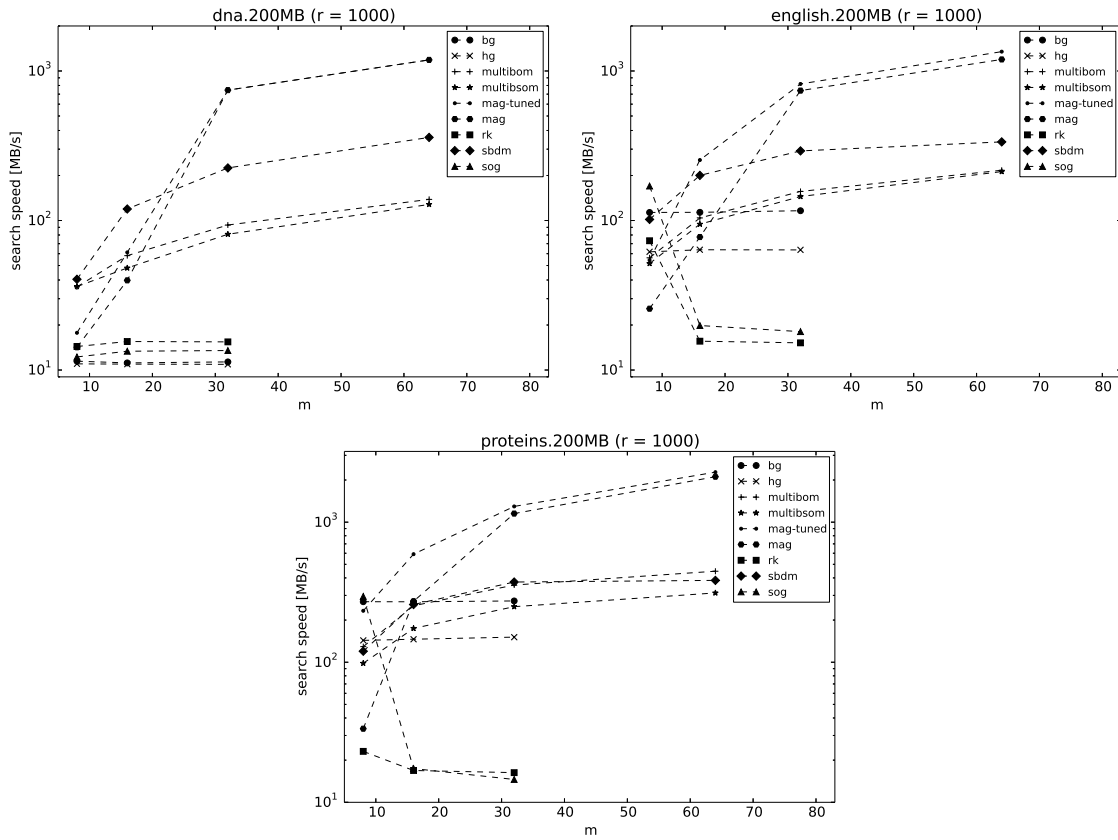 dna.200MB (r = 1000)
search speed [MB/s]
10^3
10^2
10^1
10 20 30 40 50 60 70 80
m
bg
hg
multibom
multibsom
mag-tuned
mag
rk
sbdm
sog
english.200MB (r = 1000)
search speed [MB/s]
10^3
10^2
10^1
10 20 30 40 50 60 70 80
m
bg
hg
multibom
multibsom
mag-tuned
mag
rk
sbdm
sog
proteins.200MB (r = 1000)
search speed [MB/s]
10^3
10^2
10^1
10 20 30 40 50 60 70 80
m
bg
hg
multibom
multibsom
mag-tuned
mag
rk
sbdm
sog